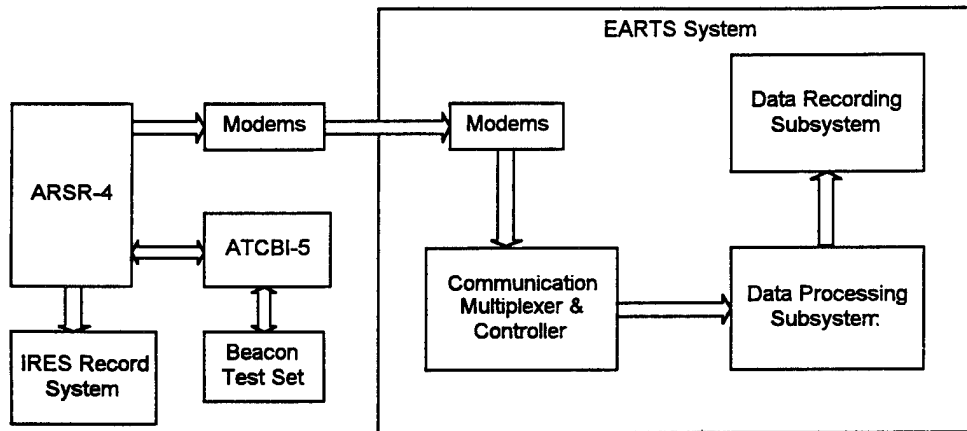 EARTS System
Data Recording
Subsystem
Modems
Modems
ARSR-4
ATCBI-5
Communication
Multiplexer &
Controller
Data Processing
Subsystem
IRES Record
System
Beacon
Test Set